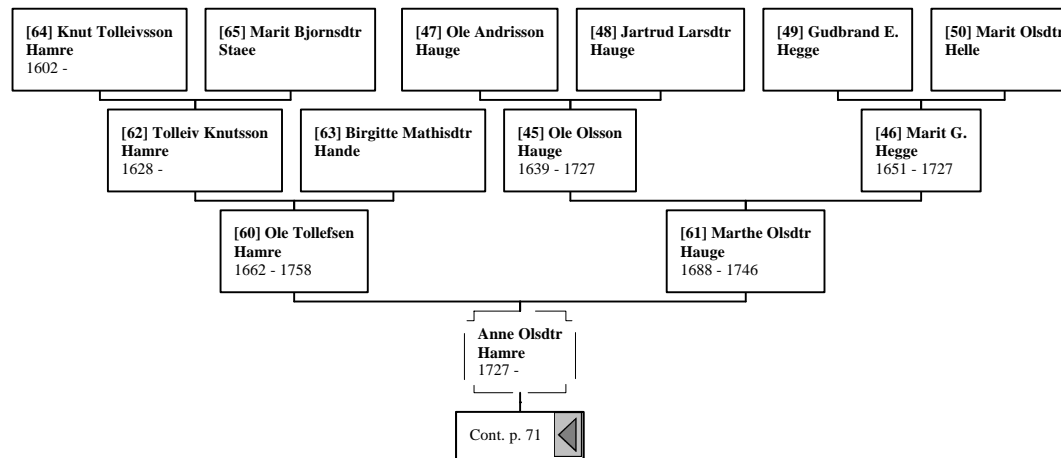 [64] Knut Tolleivsson
Hamre
1602 -
[65] Marit Bjornsdtr
Staee
[47] Ole Andrisson
Hauge
[48] Jartrud Larsdtr
Hauge
[49] Gudbrand E.
Hegge
[50] Marit Olsdtr
Helle
[62] Tolleiv Knutsson
Hamre
1628 -
[63] Birgitte Mathisdtr
Hande
[45] Ole Olsson
Hauge
1639 - 1727
[46] Marit G.
Hegge
1651 - 1727
[60] Ole Tollefsen
Hamre
1662 - 1758
[61] Marthe Olsdtr
Hauge
1688 - 1746
Anne Olsdtr
Hamre
1727 -
Cont. p. 71